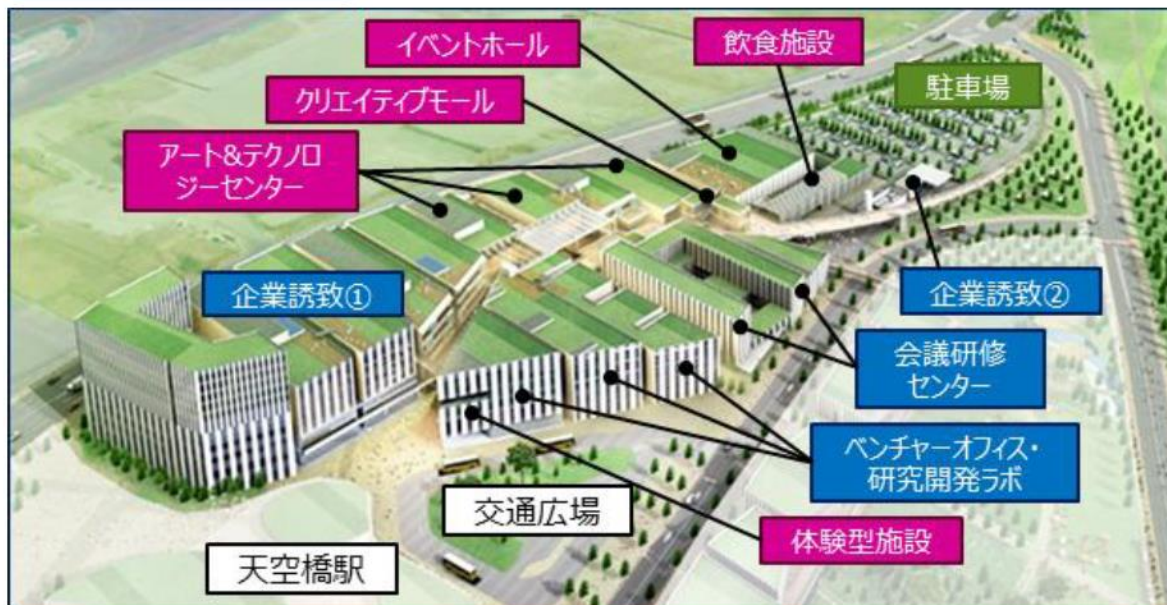 イベントホール
飲食施設
クリエイティブモール
駐車場
アート&テクノロ
ジーセンター
企業誘致①
企業誘致②
会議研修
センター
ベンチャーオフィス・
研究開発ラボ
交通広場
体験型施設
天空橋駅